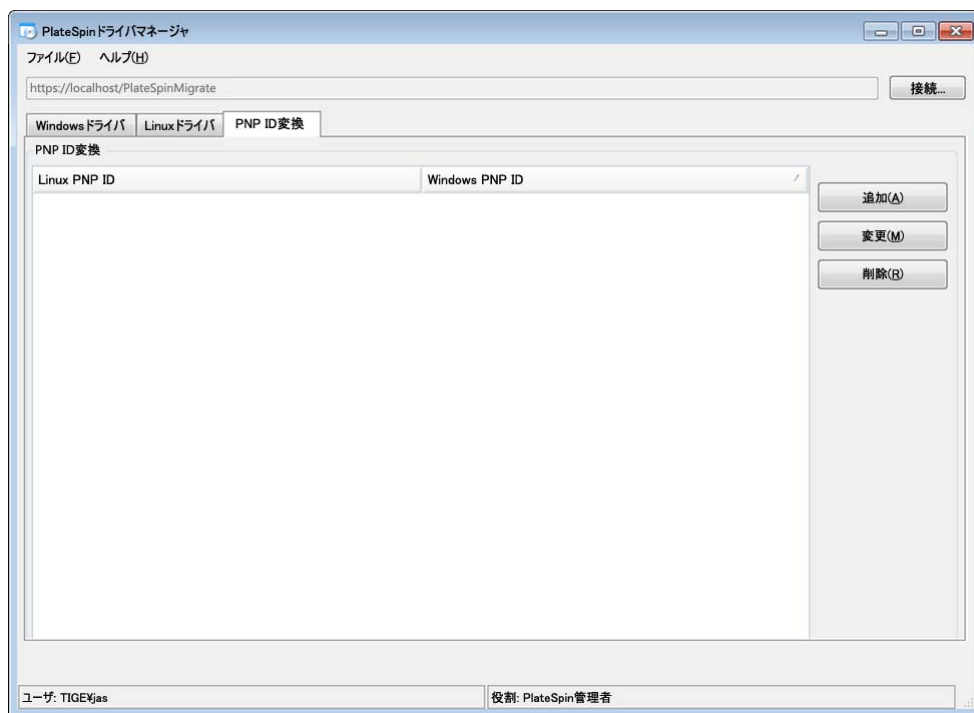 PlateSpinドライバマネージャ
ファイル(F) ヘルプ(H)
https://localhost/PlateSpinMigrate 接続...
Windowsドライバ Linuxドライバ PNP ID変換
PNP ID変換
Linux PNP ID Windows PNP ID
追加(A)
変更(M)
削除(R)
ユーザ: TIGE¥jas 役割: PlateSpin管理者